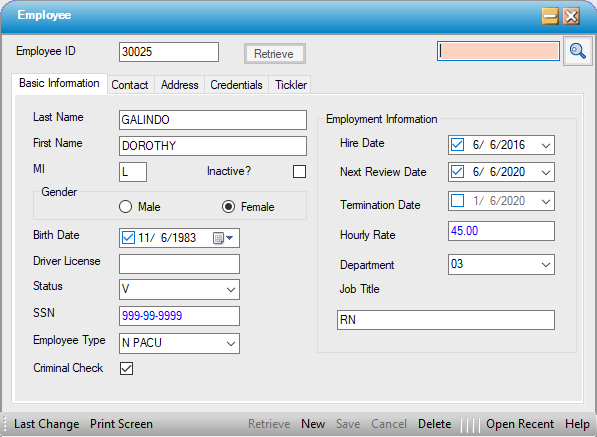 Employee
Employee ID 30025 Retrieve
Basic Information Contact Address Credentials Tickler
Last Name GALINDO
First Name DOROTHY
MI L Inactive?
Gender
Male Female
Birth Date 11/ 6/1983
Driver License
Status V
SSN 999-99-9999
Employee Type N PACU
Criminal Check
Employment Information
Hire Date 6/ 6/2016
Next Review Date 6/ 6/2020
Termination Date 1/ 6/2020
Hourly Rate 45.00
Department 03
Job Title
RN
Last Change Print Screen Retrieve New Save Cancel Delete Open Recent Help